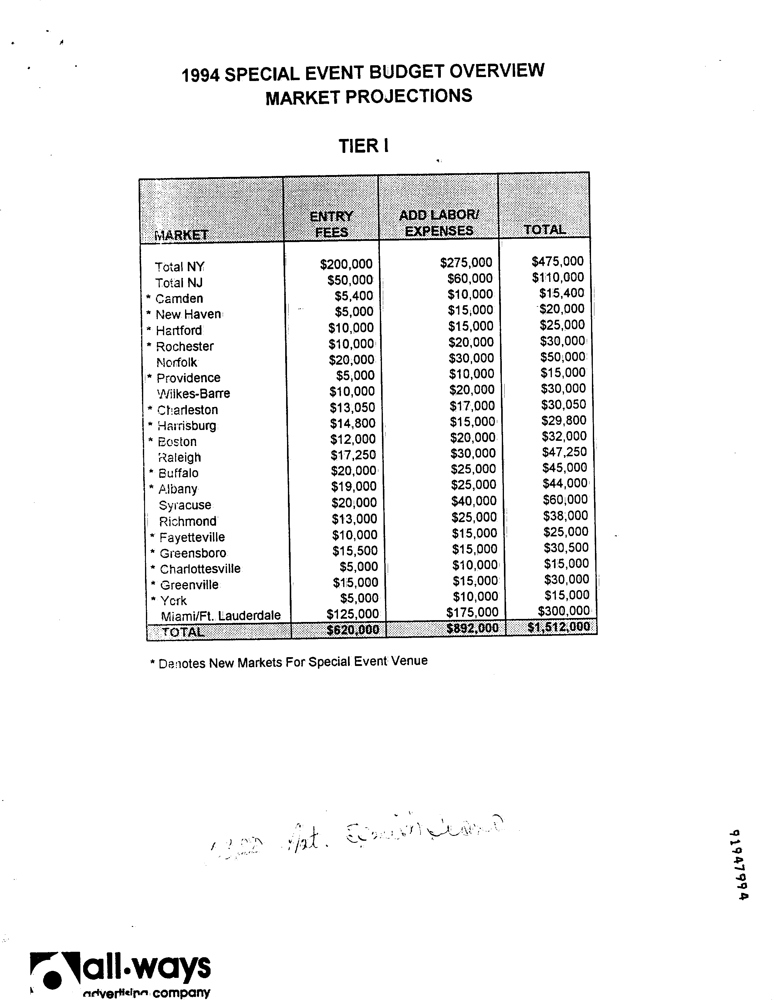 1994 SPECIAL EVENT BUDGET OVERVIEW
MARKET PROJECTIONS
TIER I
MARKET ENTRY FEES ADD LABOR/ EXPENSES TOTAL
Total NY $200,000 $275,000 $475,000
Total NJ $50,000 $60,000 $110,000
* Camden $5,400 $10,000 $15,400
* New Haven $5,000 $15,000 $20,000
* Hartford $10,000 $15,000 $25,000
* Rochester $10,000 $20,000 $30,000
Norfolk $20,000 $30,000 $50,000
* Providence $5,000 $10,000 $15,000
Wilkes-Barre $10,000 $20,000 $30,000
* Charleston $13,050 $17,000 $30,050
* Harrisburg $14,800 $15,000 $29,800
* Boston $12,000 $20,000 $32,000
Raleigh $17,250 $30,000 $47,250
* Buffalo $20,000 $25,000 $45,000
* Albany $19,000 $25,000 $44,000
Syracuse $20,000 $40,000 $60,000
Richmond $13,000 $25,000 $38,000
* Fayetteville $10,000 $15,000 $25,000
* Greensboro $15,500 $15,000 $30,500
* Charlottesville $5,000 $10,000 $15,000
* Greenville $15,000 $15,000 $30,000
* York $5,000 $10,000 $15,000
Miami/Ft. Lauderdale $125,000 $175,000 $300,000
TOTAL $620,000 $892,000 $1,512,000
* Denotes New Markets For Special Event Venue
91947994
all-ways
advertising company